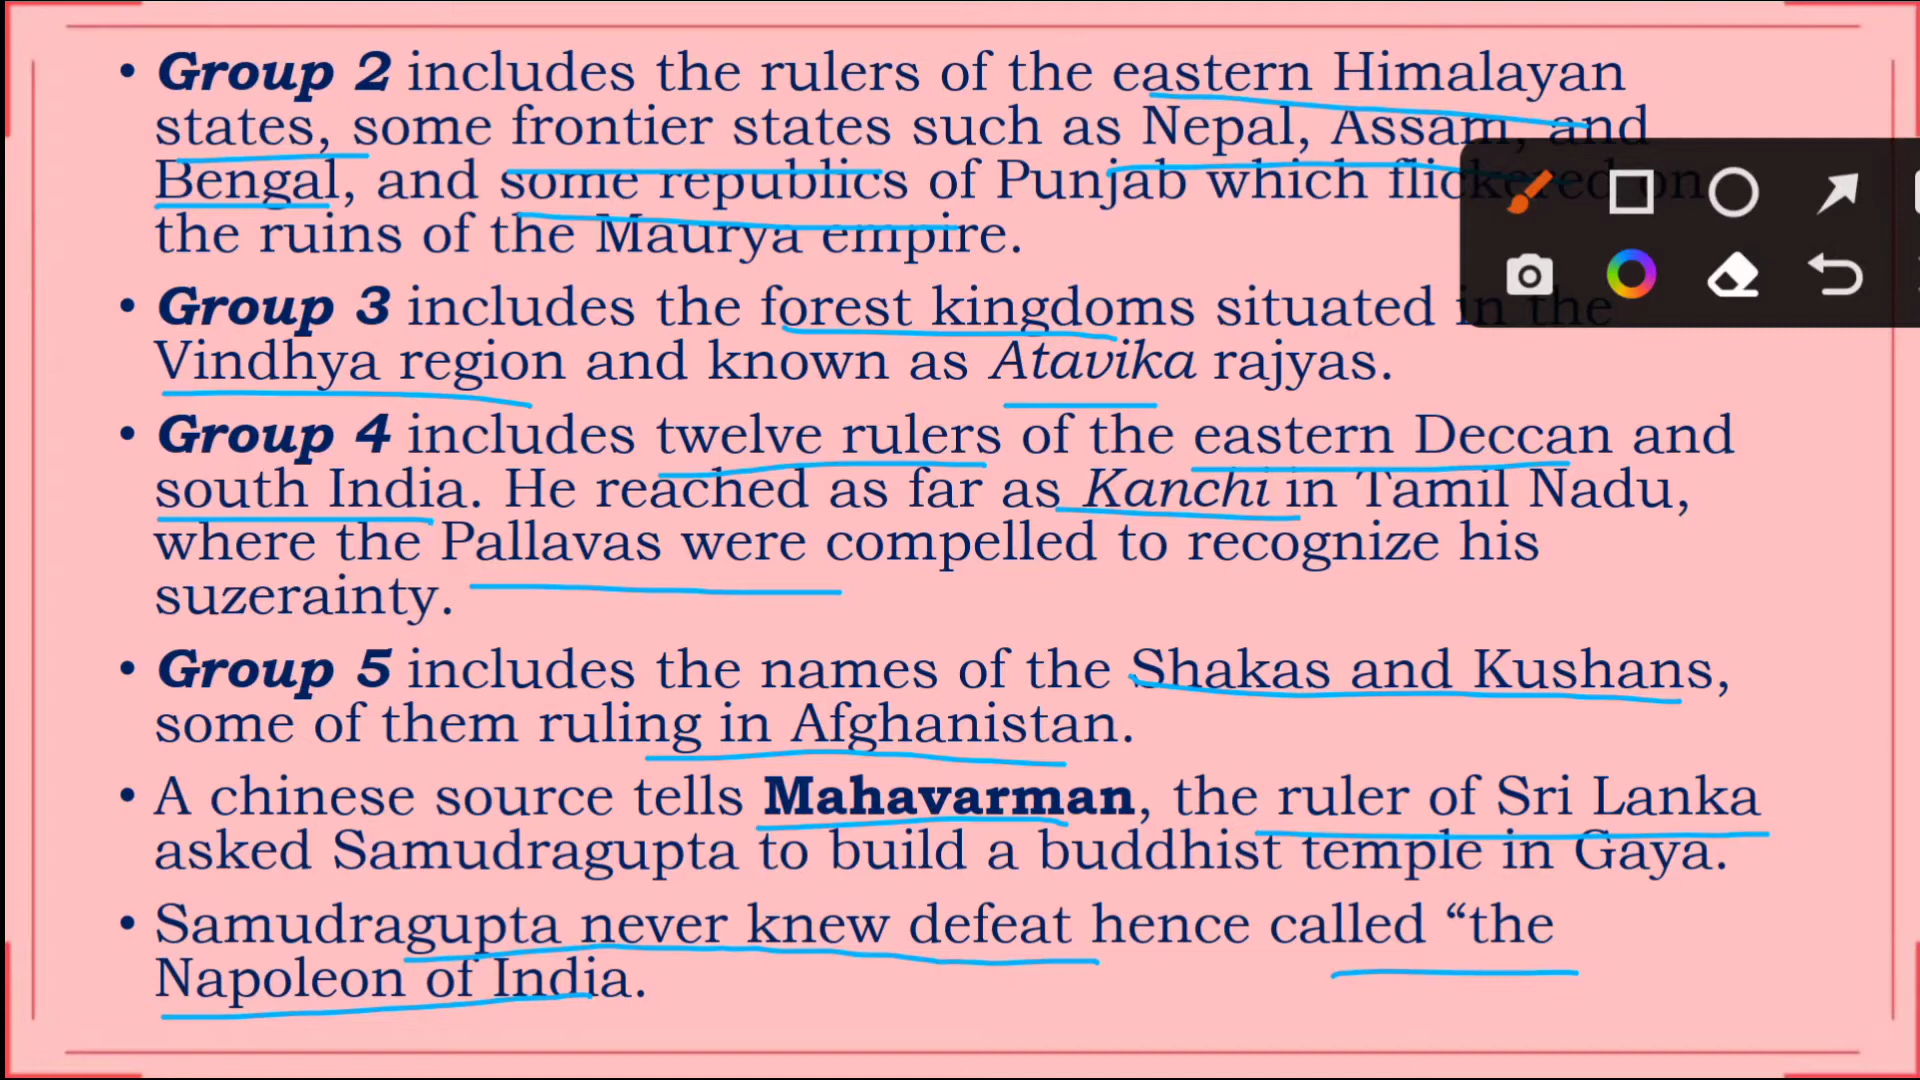 • Group 2 includes the rulers of the eastern Himalayan
states, some frontier states such as Nepal, Assam, and
Bengal, and some republics of Punjab which flickered on
the ruins of the Maurya empire.
• Group 3 includes the forest kingdoms situated in the
Vindhya region and known as Atavika rajyas.
• Group 4 includes twelve rulers of the eastern Deccan and
south India. He reached as far as Kanchi in Tamil Nadu,
where the Pallavas were compelled to recognize his
suzerainty.
• Group 5 includes the names of the Shakas and Kushans,
some of them ruling in Afghanistan.
• A chinese source tells Mahavarman, the ruler of Sri Lanka
asked Samudragupta to build a buddhist temple in Gaya.
• Samudragupta never knew defeat hence called “the
Napoleon of India.